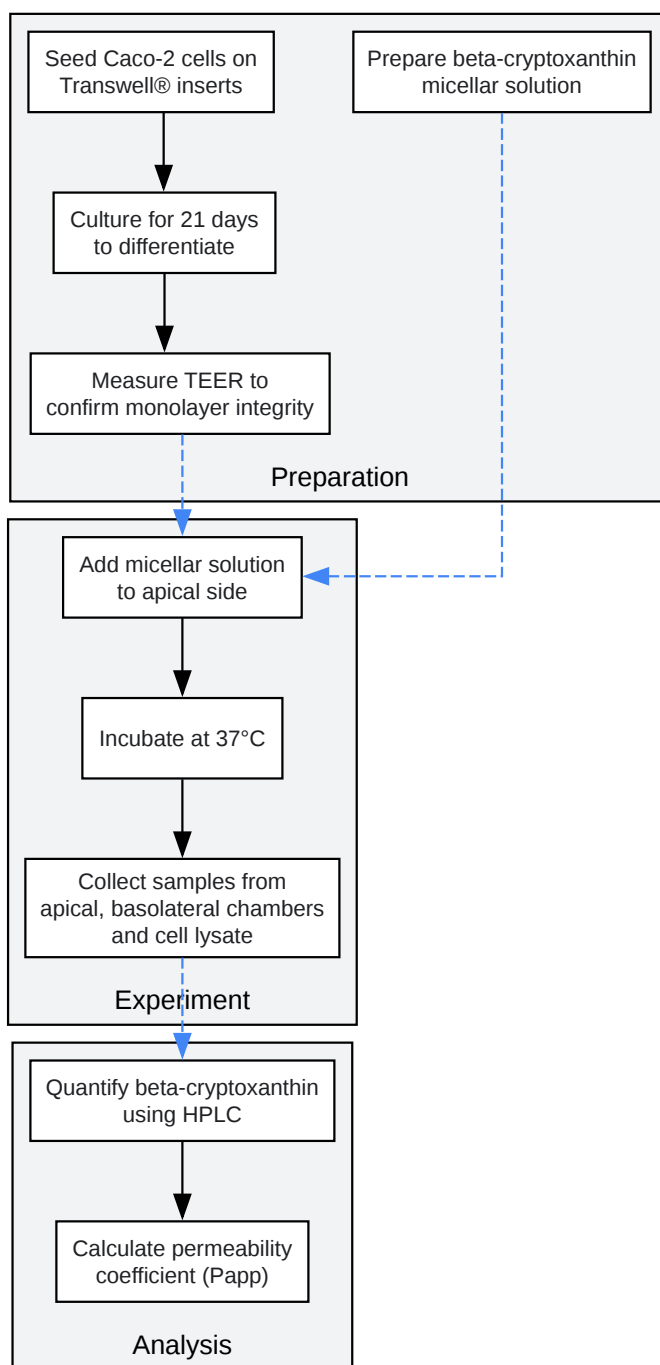 Seed Caco-2 cells on
Transwell® inserts
Prepare beta-cryptoxanthin
micellar solution
Culture for 21 days
to differentiate
Measure TEER to
confirm monolayer integrity
Preparation
Add micellar solution
to apical side
Incubate at 37°C
Collect samples from
apical, basolateral chambers
and cell lysate
Experiment
Quantify beta-cryptoxanthin
using HPLC
Calculate permeability
coefficient (Papp)
Analysis